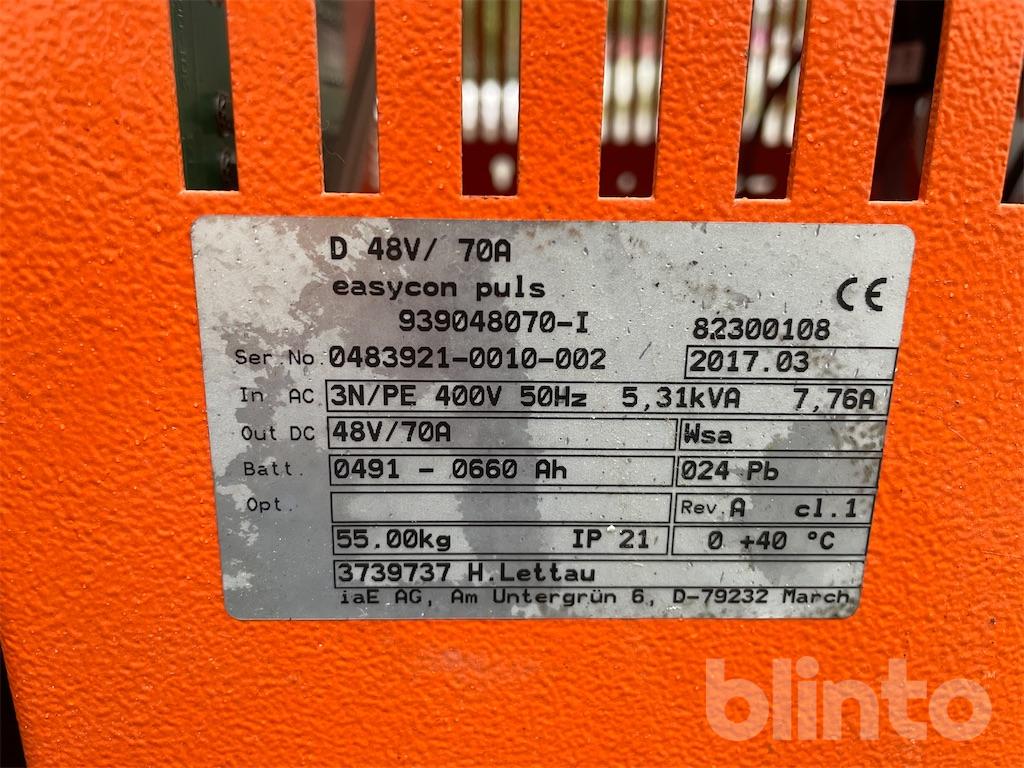 D 48V/ 70A
easycon puls
CE
939048070-I 82300108
Ser.No. 0483921-0010-002 2017.03
In AC. 3N/PE 400V 50Hz 5,31kVA 7,76A
Out DC 48V/70A Wsa
Batt. 0491 - 0660 Ah 024 Pb
Opt. Rev. A cl.1
55.00kg IP 21 0 +40 °C
3739737 H.Lettau
iaE AG, Am Untergrün 6, D-79232 March
blinto™